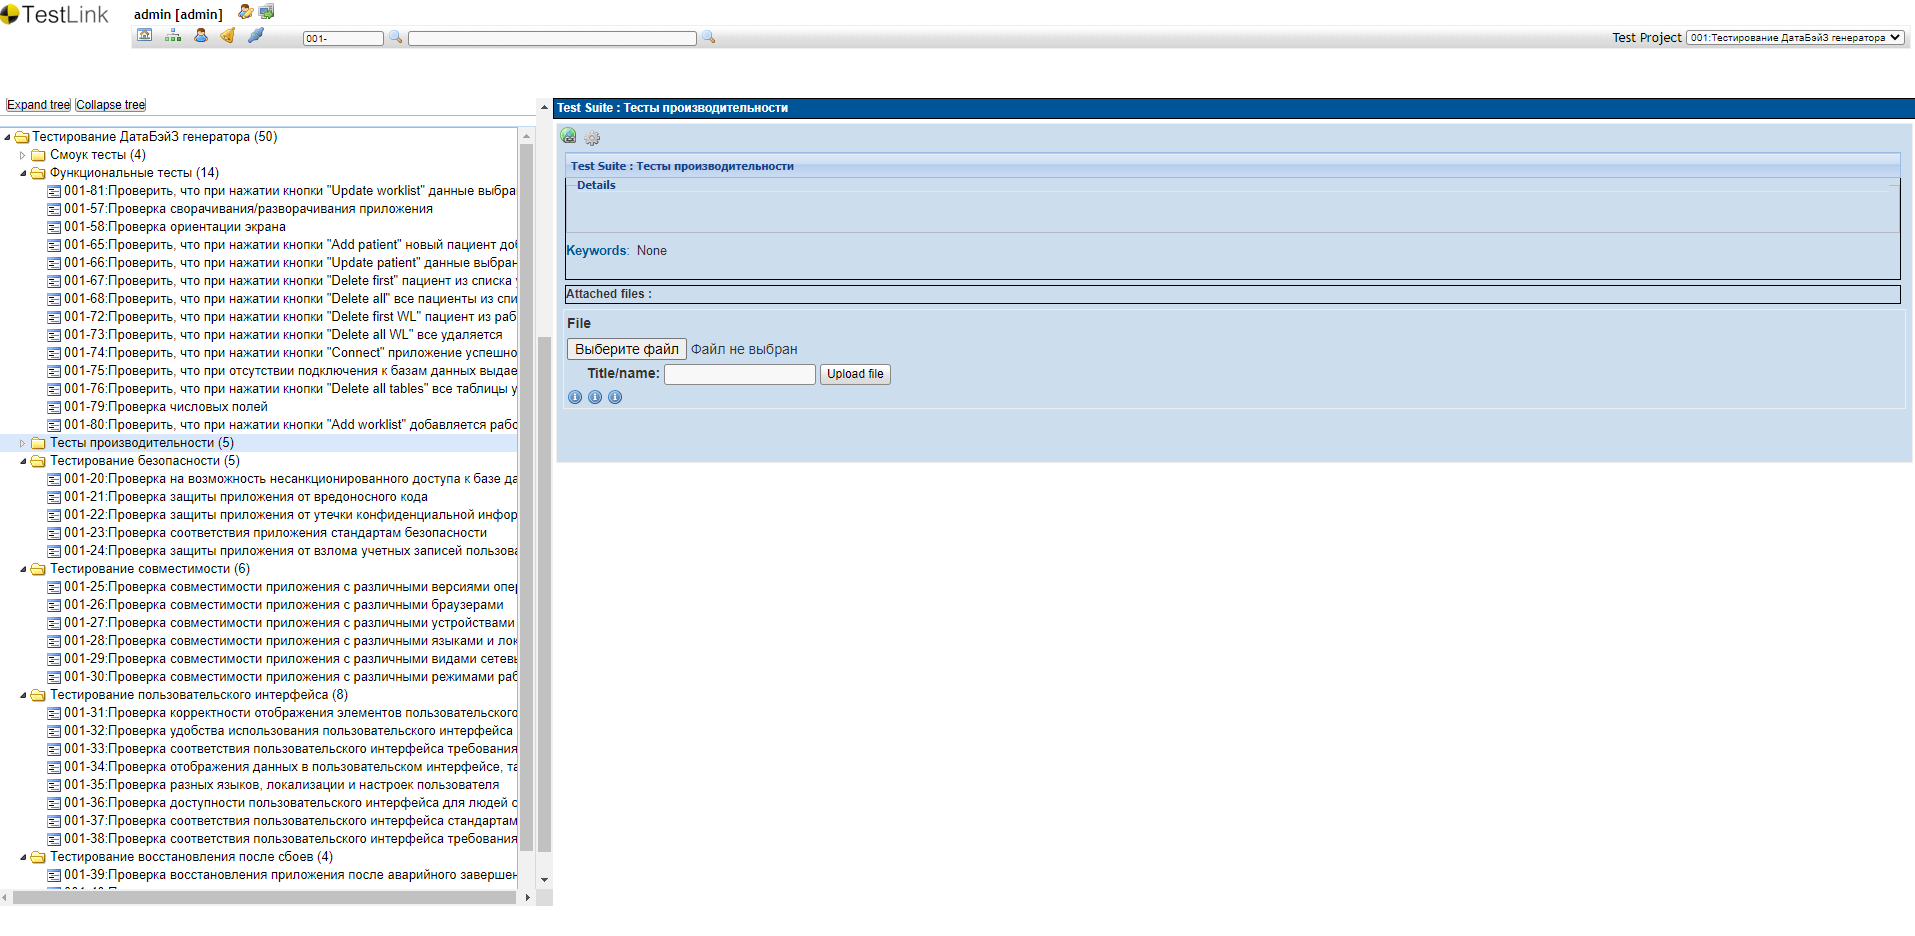 TestLink
admin [admin]
001-
Test Project 001:Тестирование ДатаБэйЗ генератора
Expand tree Collapse tree
Тестирование ДатаБэйЗ генератора (50)
Смоук тесты (4)
Функциональные тесты (14)
001-81:Проверить, что при нажатии кнопки "Update worklist" данные выбра
001-57:Проверка сворачивания/разворачивания приложения
001-58:Проверка ориентации экрана
001-65:Проверить, что при нажатии кнопки "Add patient" новый пациент доб
001-66:Проверить, что при нажатии кнопки "Update patient" данные выбран
001-67:Проверить, что при нажатии кнопки "Delete first" пациент из списка у
001-68:Проверить, что при нажатии кнопки "Delete all" все пациенты из спи
001-72:Проверить, что при нажатии кнопки "Delete first WL" пациент из раб
001-73:Проверить, что при нажатии кнопки "Delete all WL" все удаляется
001-74:Проверить, что при нажатии кнопки "Connect" приложение успешно
001-75:Проверить, что при отсутствии подключения к базам данных выдае
001-76:Проверить, что при нажатии кнопки "Delete all tables" все таблицы у
001-79:Проверка числовых полей
001-80:Проверить, что при нажатии кнопки "Add worklist" добавляется рабо
Тесты производительности (5)
Тестирование безопасности (5)
001-20:Проверка на возможность несанкционированного доступа к базе да
001-21:Проверка защиты приложения от вредоносного кода
001-22:Проверка защиты приложения от утечки конфиденциальной инфор
001-23:Проверка соответствия приложения стандартам безопасности
001-24:Проверка защиты приложения от взлома учетных записей пользова
Тестирование совместимости (6)
001-25:Проверка совместимости приложения с различными версиями опер
001-26:Проверка совместимости приложения с различными браузерами
001-27:Проверка совместимости приложения с различными устройствами
001-28:Проверка совместимости приложения с различными языками и лок
001-29:Проверка совместимости приложения с различными видами сетевы
001-30:Проверка совместимости приложения с различными режимами раб
Тестирование пользовательского интерфейса (8)
001-31:Проверка корректности отображения элементов пользовательского
001-32:Проверка удобства использования пользовательского интерфейса
001-33:Проверка соответствия пользовательского интерфейса требования
001-34:Проверка отображения данных в пользовательском интерфейсе, та
001-35:Проверка разных языков, локализации и настроек пользователя
001-36:Проверка доступности пользовательского интерфейса для людей с
001-37:Проверка соответствия пользовательского интерфейса стандартам
001-38:Проверка соответствия пользовательского интерфейса требования
Тестирование восстановления после сбоев (4)
001-39:Проверка восстановления приложения после аварийного завершен
Test Suite : Тесты производительности
Test Suite : Тесты производительности
Details
Keywords: None
Attached files :
File
Выберите файл Файл не выбран
Title/name: Upload file